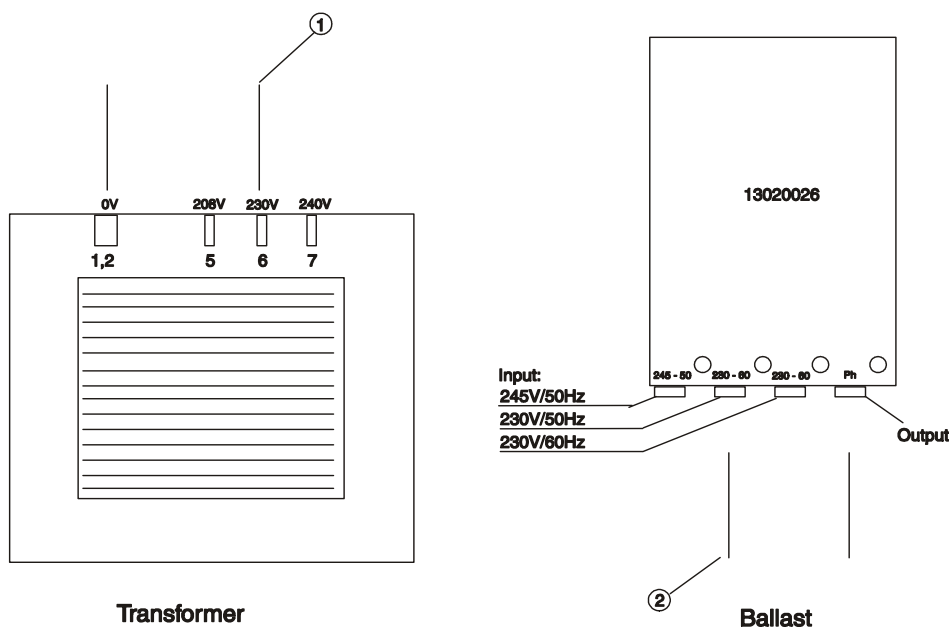 1
0V 208V 230V 240V
1,2 5 6 7
Transformer
13020026
245 - 50 230 - 60 230 - 60 Ph
Input:
245V/50Hz
230V/50Hz
230V/60Hz
Output
2
Ballast